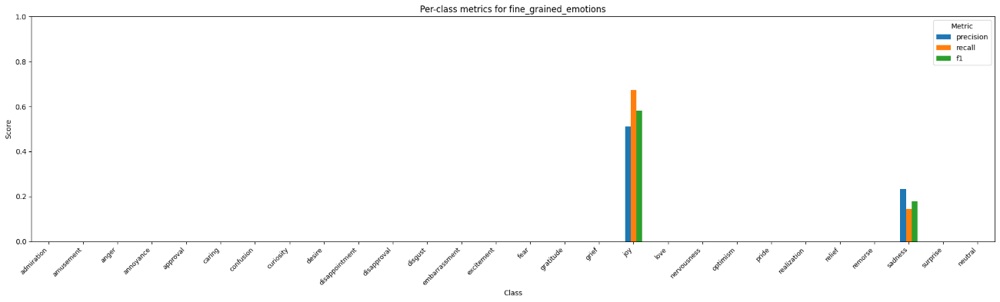 Per-class metrics for fine_grained_emotions
Metric
precision
recall
f1
1.0
0.8
0.6
0.4
0.2
0.0
Score
admiration
amusement
anger
annoyance
approval
caring
confusion
curiosity
desire
disappointment
disapproval
disgust
embarrassment
excitement
fear
gratitude
grief
joy
love
nervousness
optimism
pride
realization
relief
remorse
sadness
surprise
neutral
Class